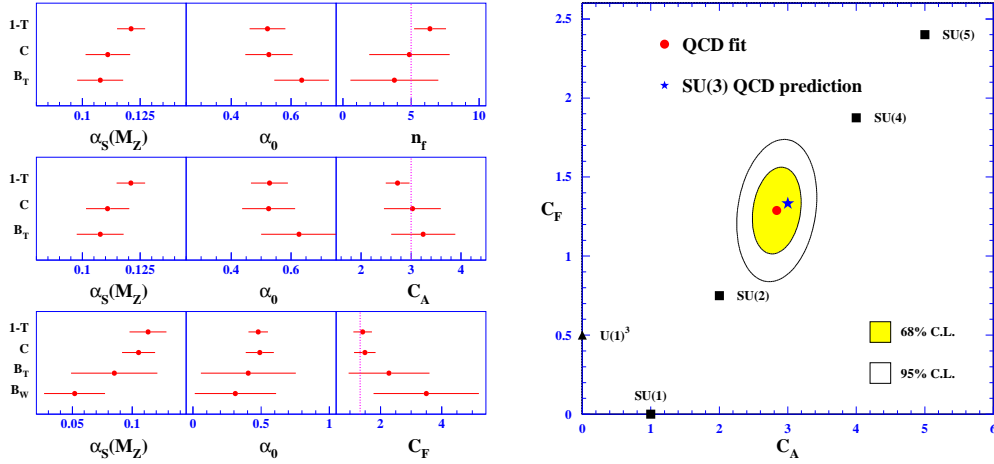 1-T
C
B_T
0.1 0.125
α_S(M_Z)
0.4 0.6
α_0
0 5 10
n_f
1-T
C
B_T
0.1 0.125
α_S(M_Z)
0.4 0.6
α_0
2 3 4
C_A
1-T
C
B_T
B_W
0.05 0.1
α_S(M_Z)
0 1
α_0
2 4
C_F
C_F
2.5
2
1.5
1
0.5
0
0 1 2 3 4 5 6
C_A
QCD fit
SU(3) QCD prediction
SU(5)
SU(4)
SU(2)
U(1)³
SU(1)
68% C.L.
95% C.L.